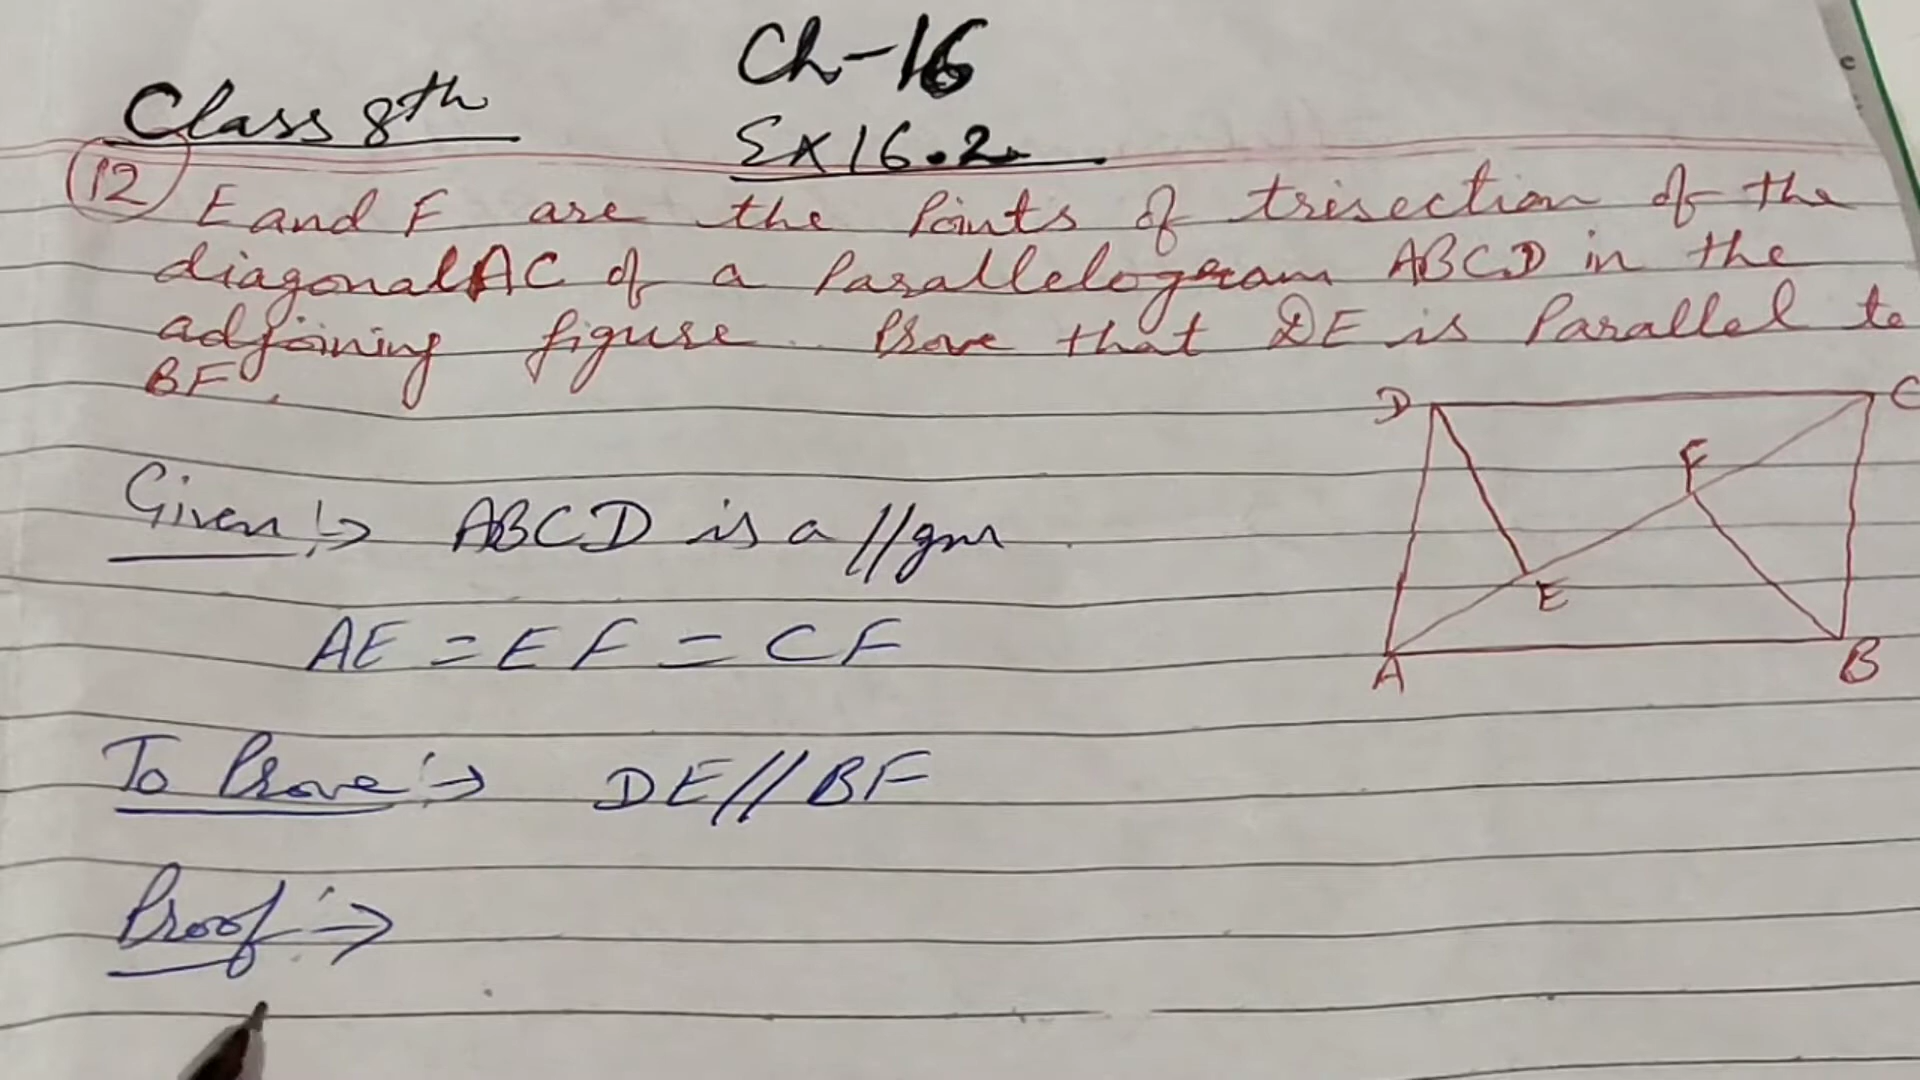 Ch-16
Class 8th
Ex 16.2
12 E and F are the Points of trisection of the
diagonal AC of a Parallelogram ABCD in the
adjoining figure. Prove that DE is Parallel to
BF.
D C
F
E
A B
Given :→ ABCD is a //gm
AE = EF = CF
To Prove :→ DE // BF
Proof :→